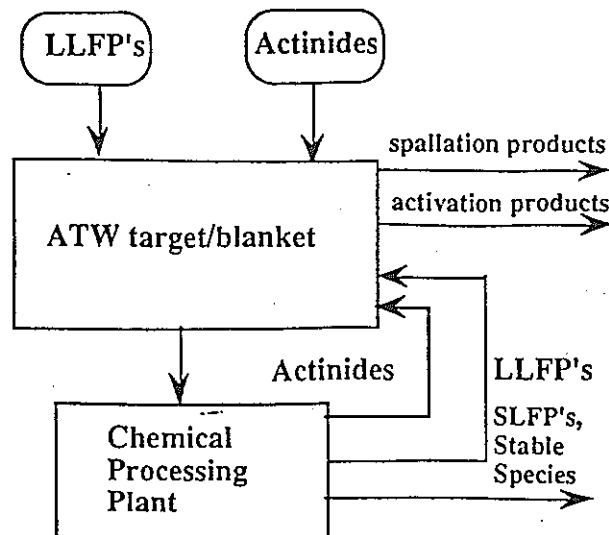 LLFP's
Actinides
spallation products
activation products
ATW target/blanket
Actinides
LLFP's
SLFP's,
Stable
Species
Chemical
Processing
Plant